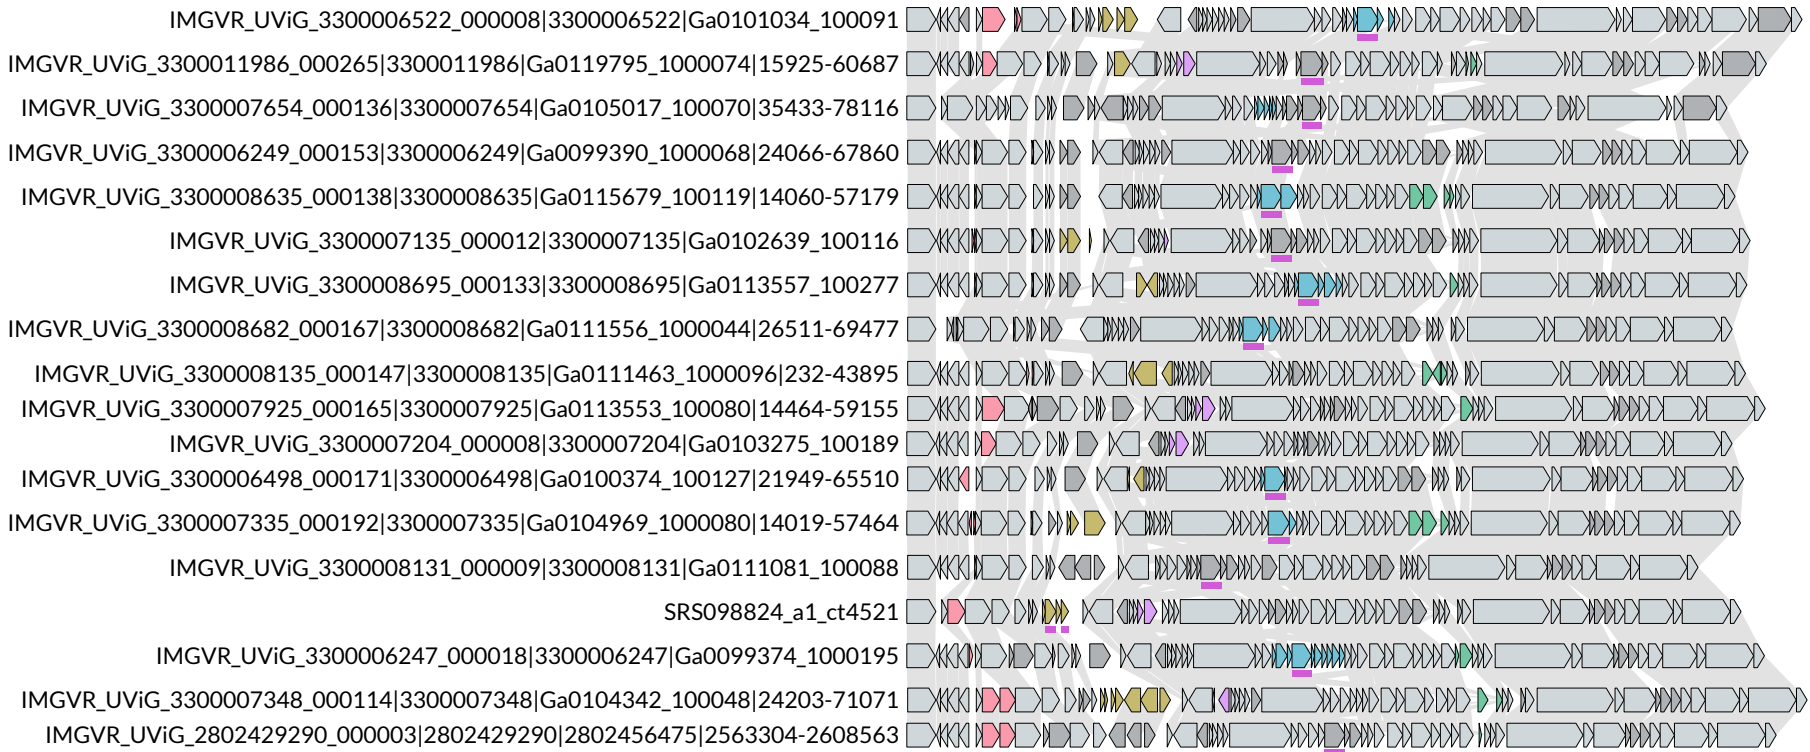 IMGVR_UViG_3300006522_000008|3300006522|Ga0101034_100091
IMGVR_UViG_3300011986_000265|3300011986|Ga0119795_1000074|15925-60687
IMGVR_UViG_3300007654_000136|3300007654|Ga0105017_100070|35433-78116
IMGVR_UViG_3300006249_000153|3300006249|Ga0099390_1000068|24066-67860
IMGVR_UViG_3300008635_000138|3300008635|Ga0115679_100119|14060-57179
IMGVR_UViG_3300007135_000012|3300007135|Ga0102639_100116
IMGVR_UViG_3300008695_000133|3300008695|Ga0113557_100277
IMGVR_UViG_3300008682_000167|3300008682|Ga0111556_1000044|26511-69477
IMGVR_UViG_3300008135_000147|3300008135|Ga0111463_1000096|232-43895
IMGVR_UViG_3300007925_000165|3300007925|Ga0113553_100080|14464-59155
IMGVR_UViG_3300007204_000008|3300007204|Ga0103275_100189
IMGVR_UViG_3300006498_000171|3300006498|Ga0100374_100127|21949-65510
IMGVR_UViG_3300007335_000192|3300007335|Ga0104969_1000080|14019-57464
IMGVR_UViG_3300008131_000009|3300008131|Ga0111081_100088
SRS098824_a1_ct4521
IMGVR_UViG_3300006247_000018|3300006247|Ga0099374_1000195
IMGVR_UViG_3300007348_000114|3300007348|Ga0104342_100048|24203-71071
IMGVR_UViG_2802429290_000003|2802429290|2802456475|2563304-2608563